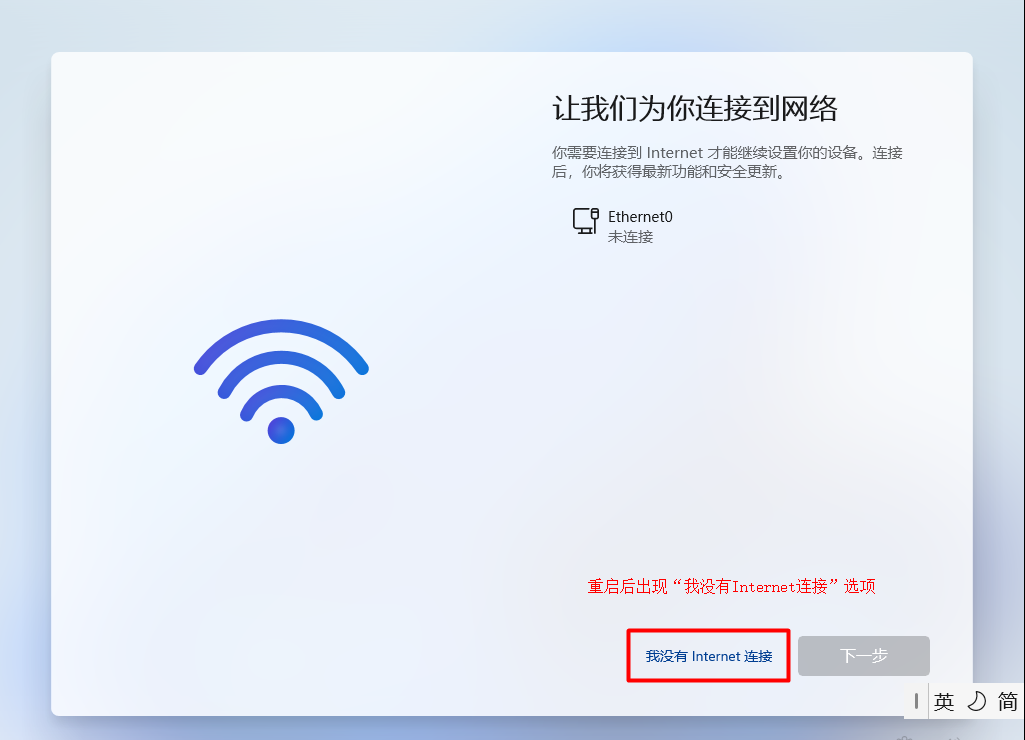 让我们为你连接到网络
你需要连接到 Internet 才能继续设置你的设备。连接
后，你将获得最新功能和安全更新。
Ethernet0
未连接
重启后出现“我没有Internet连接”选项
我没有 Internet 连接
下一步
英
简